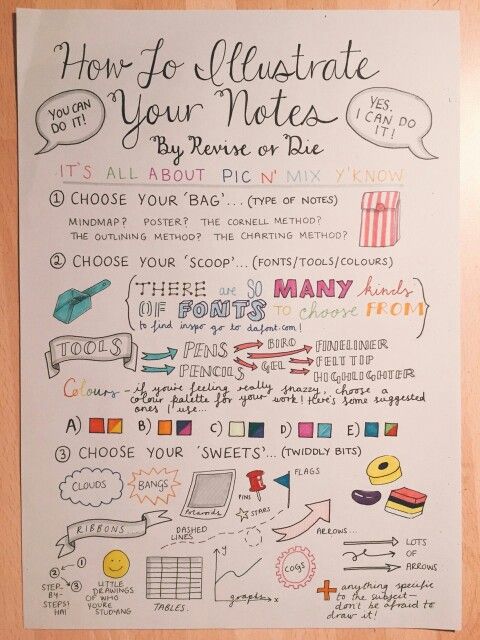 How To Illustrate
Your Notes
YOU CAN
DO IT!
YES,
I CAN DO
IT!
By Revise or Die
IT'S ALL ABOUT PIC N' MIX Y'KNOW
1 CHOOSE YOUR 'BAG'... (TYPE OF NOTES)
MINDMAP? POSTER? THE CORNELL METHOD?
THE OUTLINING METHOD? THE CHARTING METHOD?
2 CHOOSE YOUR 'SCOOP'... (FONTS/TOOLS/COLOURS)
THERE are SO MANY kinds
OF FONTS TO choose FROM
to find inspo go to dafont.com!
TOOLS
PENS
PENCILS
BIRO
GEL
FINELINER
FELT TIP
HIGHLIGHTER
Colours - if you're feeling really snazzy, choose a
colour palette for your work! Here's some suggested
ones I use...
A) B) C) D) E)
3 CHOOSE YOUR 'SWEETS'... (TWIDDLY BITS)
CLOUDS
BANGS
Polaroids
PINS
FLAGS
STARS
RIBBONS....
DASHED
LINES
ARROWS...
1
2
3
STEP-
BY-
STEPS!
HA!
LITTLE
DRAWINGS
OF WHO
YOU'RE
STUDYING
TABLES.
y
graphs
x
COGS
LOTS
OF
ARROWS
+ anything specific
to the subject -
don't be afraid to
draw it!